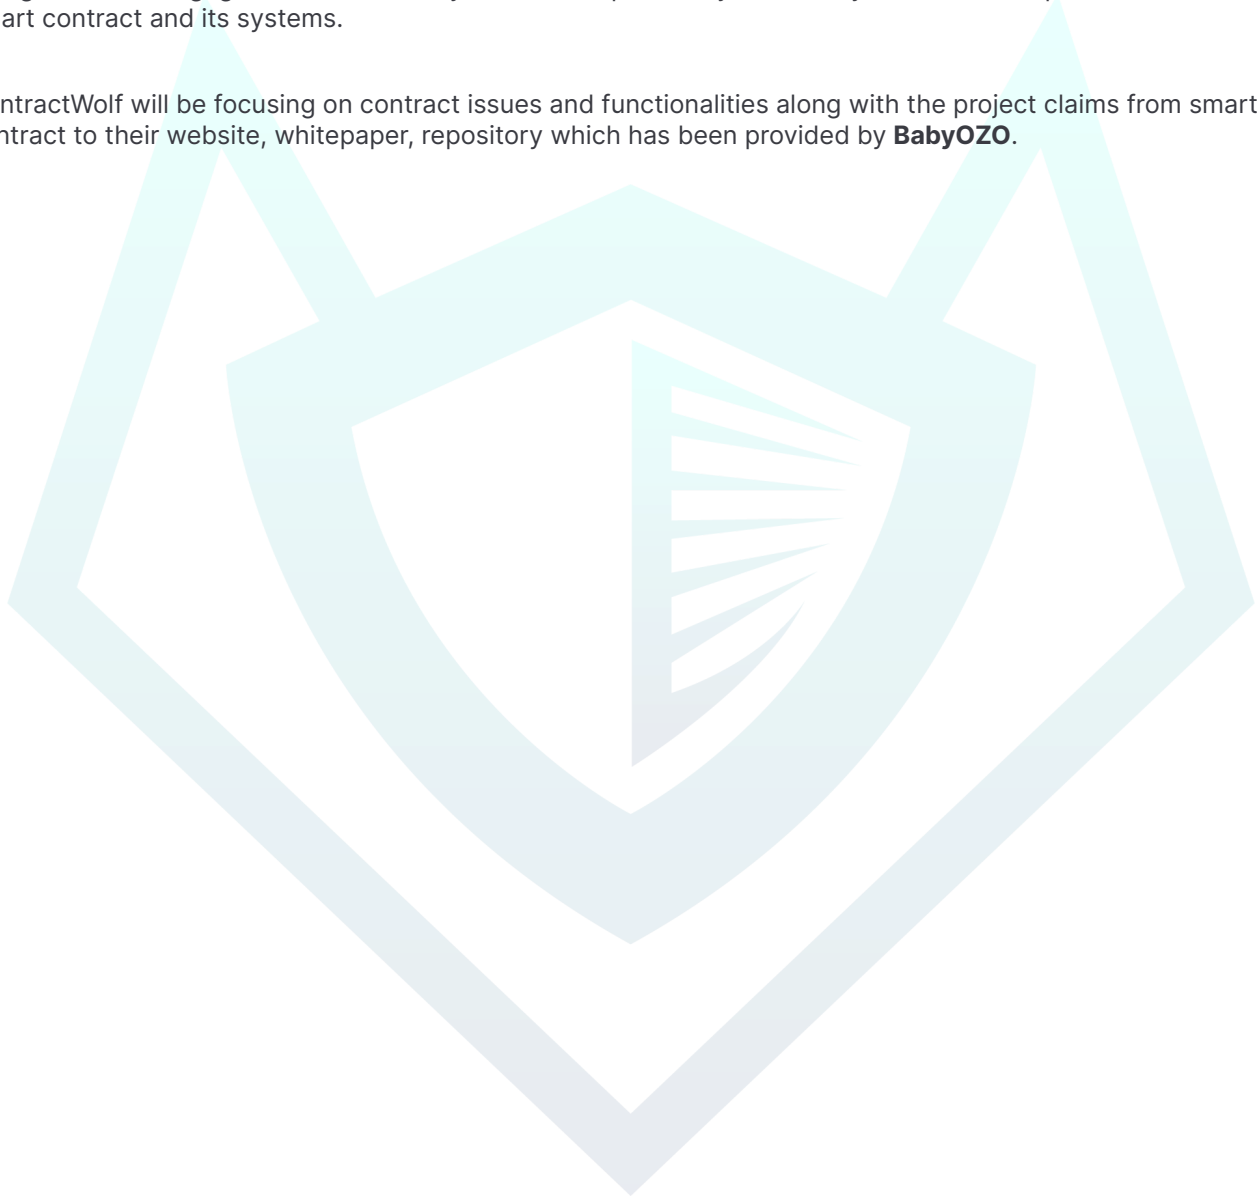 art contract and its systems.
ntractWolf will be focusing on contract issues and functionalities along with the project claims from smart
ntract to their website, whitepaper, repository which has been provided by BabyOZO.